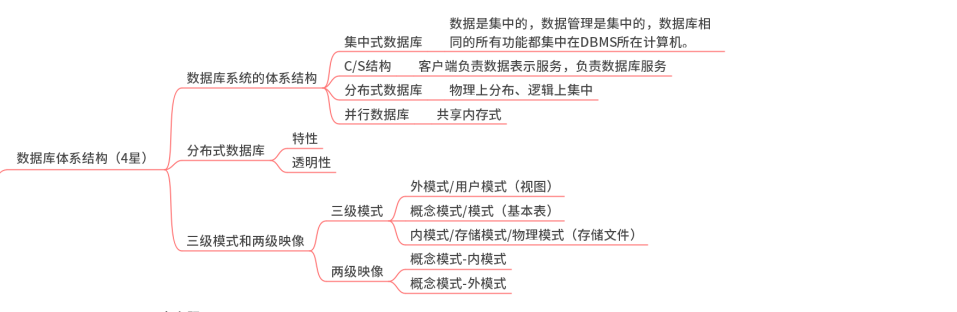 数据库体系结构（4星）
数据库系统的体系结构
集中式数据库
数据是集中的，数据管理是集中的，数据库相
同的所有功能都集中在DBMS所在计算机。
C/S结构
客户端负责数据表示服务，负责数据库服务
分布式数据库
物理上分布、逻辑上集中
并行数据库
共享内存式
分布式数据库
特性
透明性
三级模式和两级映像
三级模式
外模式/用户模式（视图）
概念模式/模式（基本表）
内模式/存储模式/物理模式（存储文件）
两级映像
概念模式-内模式
概念模式-外模式